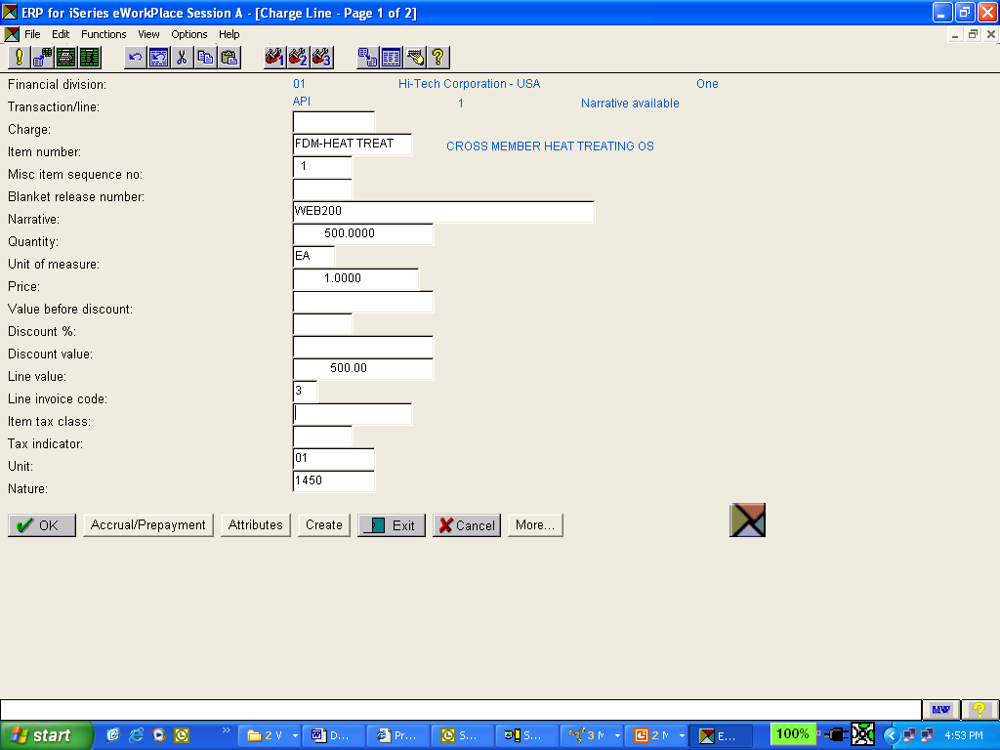 ERP for iSeries eWorkPlace Session A - [Charge Line - Page 1 of 2]
File Edit Functions View Options Help
1 2 3
Financial division: 01 Hi-Tech Corporation - USA One
Transaction/line: API 1 Narrative available
Charge:
Item number: FDM-HEAT TREAT CROSS MEMBER HEAT TREATING OS
Misc item sequence no: 1
Blanket release number:
Narrative: WEB200
Quantity: 500.0000
Unit of measure: EA
Price: 1.0000
Value before discount:
Discount %:
Discount value:
Line value: 500.00
Line invoice code: 3
Item tax class:
Tax indicator:
Unit: 01
Nature: 1450
OK Accrual/Prepayment Attributes Create Exit Cancel More...
MW
start 2 V D... Pr... S... S... 3 M 2 M E... 100% 4:53 PM